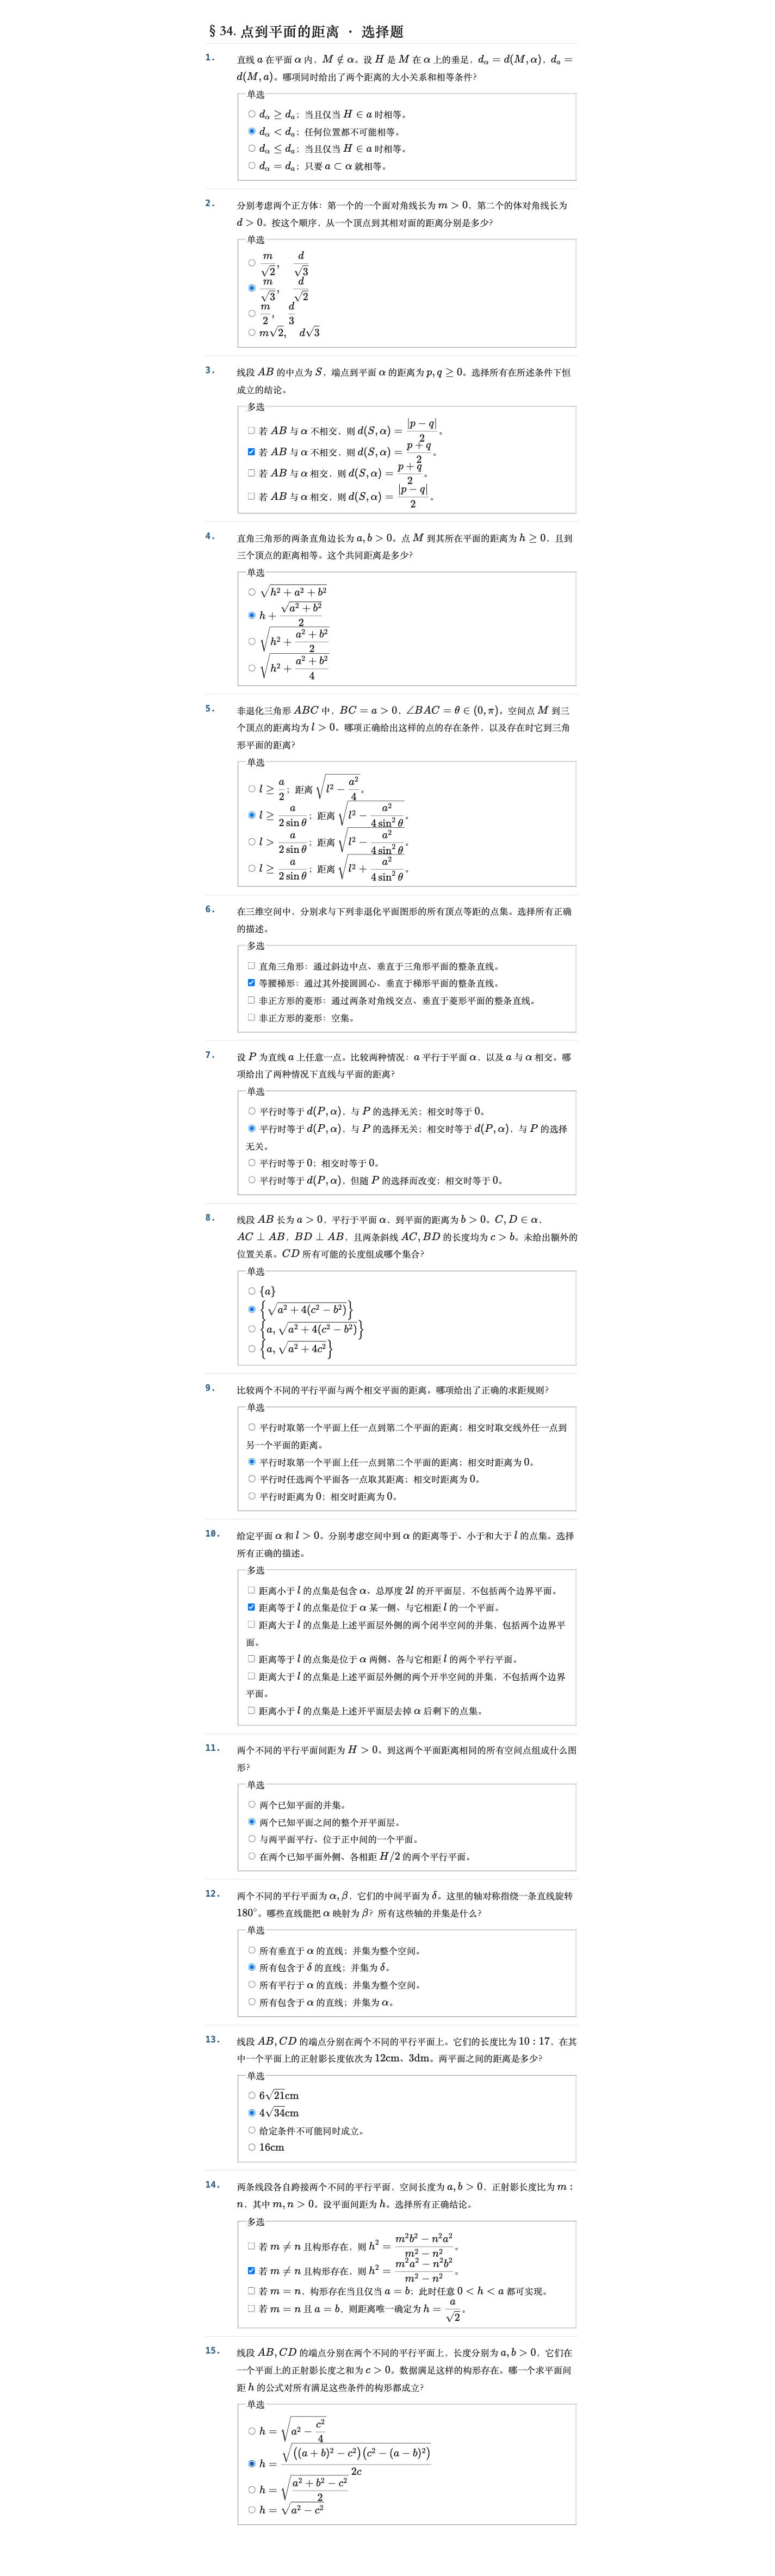 § 34. 点到平面的距离 · 选择题
1. 直线 a 在平面 α 内，M ∉ α。设 H 是 M 在 α 上的垂足，d_α = d(M, α)，d_a =
d(M, a)。哪项同时给出了两个距离的大小关系和相等条件？
单选
d_α ≥ d_a；当且仅当 H ∈ a 时相等。
d_α < d_a；任何位置都不可能相等。
d_α ≤ d_a；当且仅当 H ∈ a 时相等。
d_α = d_a；只要 a ⊂ α 就相等。
2. 分别考虑两个正方体：第一个的一个面对角线长为 m > 0，第二个的体对角线长为
d > 0。按这个顺序，从一个顶点到其相对面的距离分别是多少？
单选
m/√2, d/√3
m/√3, d/√2
m/2, d/3
m√2, d√3
3. 线段 AB 的中点为 S，端点到平面 α 的距离为 p, q ≥ 0。选择所有在所述条件下恒
成立的结论。
多选
若 AB 与 α 不相交，则 d(S, α) = |p − q|/2。
若 AB 与 α 不相交，则 d(S, α) = (p + q)/2。
若 AB 与 α 相交，则 d(S, α) = (p + q)/2。
若 AB 与 α 相交，则 d(S, α) = |p − q|/2。
4. 直角三角形的两条直角边长为 a, b > 0。点 M 到其所在平面的距离为 h ≥ 0，且到
三个顶点的距离相等。这个共同距离是多少？
单选
√(h² + a² + b²)
h + √(a² + b²)/2
√(h² + (a² + b²)/2)
√(h² + (a² + b²)/4)
5. 非退化三角形 ABC 中，BC = a > 0，∠BAC = θ ∈ (0, π)。空间点 M 到三
个顶点的距离均为 l > 0。哪项正确给出这样的点的存在条件，以及存在时它到三角
形平面的距离？
单选
l ≥ a/2；距离 √(l² − a²/4)。
l ≥ a/(2 sin θ)；距离 √(l² − a²/(4 sin² θ))。
l > a/(2 sin θ)；距离 √(l² − a²/(4 sin² θ))。
l ≥ a/(2 sin θ)；距离 √(l² + a²/(4 sin² θ))。
6. 在三维空间中，分别求与下列非退化平面图形的所有顶点等距的点集。选择所有正确
的描述。
多选
直角三角形：通过斜边中点、垂直于三角形平面的整条直线。
等腰梯形：通过其外接圆圆心、垂直于梯形平面的整条直线。
非正方形的菱形：通过两条对角线交点、垂直于菱形平面的整条直线。
非正方形的菱形：空集。
7. 设 P 为直线 a 上任意一点。比较两种情况：a 平行于平面 α，以及 a 与 α 相交。哪
项给出了两种情况下直线与平面的距离？
单选
平行时等于 d(P, α)，与 P 的选择无关；相交时等于 0。
平行时等于 d(P, α)，与 P 的选择无关；相交时等于 d(P, α)，与 P 的选择
无关。
平行时等于 0；相交时等于 0。
平行时等于 d(P, α)，但随 P 的选择而改变；相交时等于 0。
8. 线段 AB 长为 a > 0，平行于平面 α，到平面的距离为 b > 0。C, D ∈ α，
AC ⊥ AB，BD ⊥ AB，且两条斜线 AC, BD 的长度均为 c > b。未给出额外的
位置关系。CD 所有可能的长度组成哪个集合？
单选
{a}
{√(a² + 4(c² − b²))}
{a, √(a² + 4(c² − b²))}
{a, √(a² + 4c²)}
9. 比较两个不同的平行平面与两个相交平面的距离。哪项给出了正确的求距规则？
单选
平行时取第一个平面上任一点到第二个平面的距离；相交时取交线外任一点到
另一个平面的距离。
平行时取第一个平面上任一点到第二个平面的距离；相交时距离为 0。
平行时任选两个平面各一点取其距离；相交时距离为 0。
平行时距离为 0；相交时距离为 0。
10. 给定平面 α 和 l > 0。分别考虑空间中到 α 的距离等于、小于和大于 l 的点集。选择
所有正确的描述。
多选
距离小于 l 的点集是包含 α、总厚度 2l 的开平面层，不包括两个边界平面。
距离等于 l 的点集是位于 α 某一侧、与它相距 l 的一个平面。
距离大于 l 的点集是上述平面层外侧的两个闭半空间的并集，包括两个边界平
面。
距离等于 l 的点集是位于 α 两侧、各与它相距 l 的两个平行平面。
距离大于 l 的点集是上述平面层外侧的两个开半空间的并集，不包括两个边界
平面。
距离小于 l 的点集是上述开平面层去掉 α 后剩下的点集。
11. 两个不同的平行平面间距为 H > 0。到这两个平面距离相同的所有空间点组成什么图
形？
单选
两个已知平面的并集。
两个已知平面之间的整个开平面层。
与两平面平行、位于正中间的一个平面。
在两个已知平面外侧、各相距 H/2 的两个平行平面。
12. 两个不同的平行平面为 α, β，它们的中间平面为 δ。这里的轴对称指绕一条直线旋转
180°。哪些直线能把 α 映射为 β？所有这些轴的并集是什么？
单选
所有垂直于 α 的直线；并集为整个空间。
所有包含于 δ 的直线；并集为 δ。
所有平行于 α 的直线；并集为整个空间。
所有包含于 α 的直线；并集为 α。
13. 线段 AB, CD 的端点分别在两个不同的平行平面上。它们的长度比为 10 : 17，在其
中一个平面上的正射影长度依次为 12cm、3dm。两平面之间的距离是多少？
单选
6√21cm
4√34cm
给定条件不可能同时成立。
16cm
14. 两条线段各自跨接两个不同的平行平面，空间长度为 a, b > 0，正射影长度比为 m :
n，其中 m, n > 0。设平面间距为 h。选择所有正确结论。
多选
若 m ≠ n 且构形存在，则 h² = (m²b² − n²a²)/(m² − n²)。
若 m ≠ n 且构形存在，则 h² = (m²a² − n²b²)/(m² − n²)。
若 m = n，构形存在当且仅当 a = b；此时任意 0 < h < a 都可实现。
若 m = n 且 a = b，则距离唯一确定为 h = a/√2。
15. 线段 AB, CD 的端点分别在两个不同的平行平面上，长度分别为 a, b > 0，它们在
一个平面上的正射影长度之和为 c > 0。数据满足这样的构形存在。哪一个求平面间
距 h 的公式对所有满足这些条件的构形都成立？
单选
h = √(a² − c²/4)
h = √(((a + b)² − c²)(c² − (a − b)²))/2c
h = √((a² + b² − c²)/2)
h = √(a² − c²)